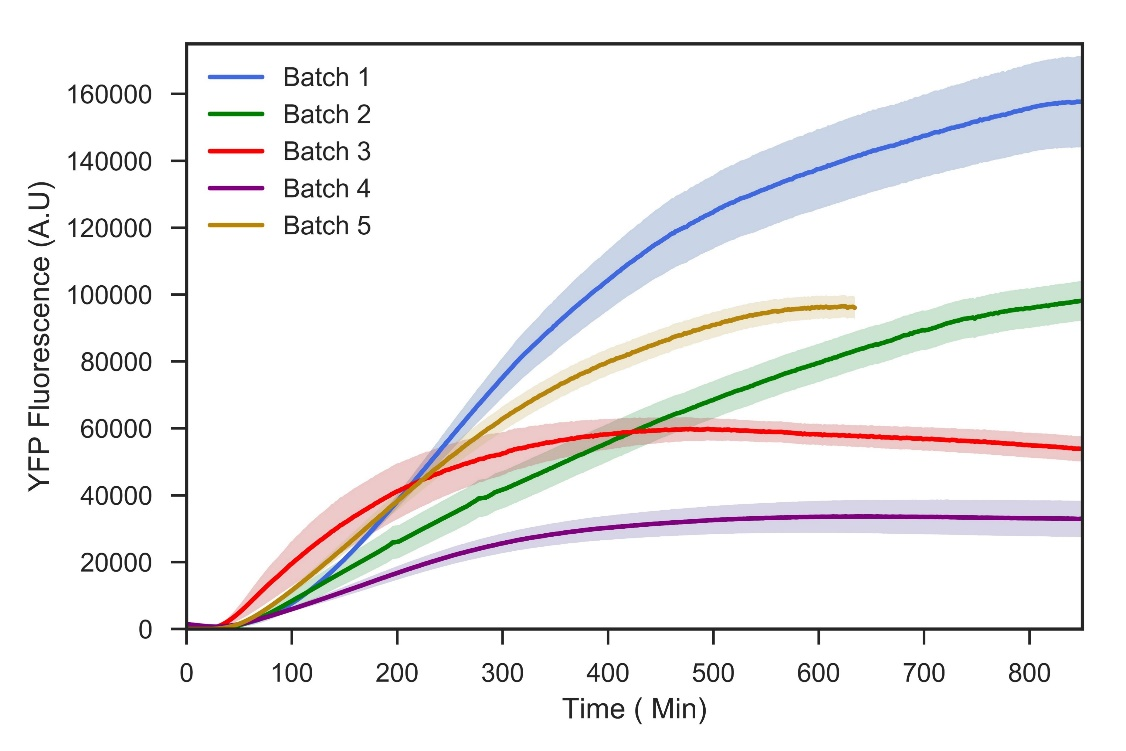 Batch 1
Batch 2
Batch 3
Batch 4
Batch 5
YFP Fluorescence (A.U)
160000
140000
120000
100000
80000
60000
40000
20000
0
0 100 200 300 400 500 600 700 800
Time ( Min)